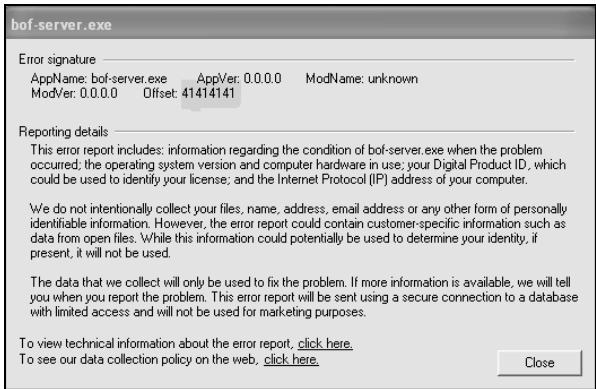 bof-server.exe
Error signature
AppName: bof-server.exe AppVer: 0.0.0.0 ModName: unknown
ModVer: 0.0.0.0 Offset: 41414141
Reporting details
This error report includes: information regarding the condition of bof-server.exe when the problem
occurred; the operating system version and computer hardware in use; your Digital Product ID, which
could be used to identify your license; and the Internet Protocol (IP) address of your computer.
We do not intentionally collect your files, name, address, email address or any other form of personally
identifiable information. However, the error report could contain customer-specific information such as
data from open files. While this information could potentially be used to determine your identity, if
present, it will not be used.
The data that we collect will only be used to fix the problem. If more information is available, we will tell
you when you report the problem. This error report will be sent using a secure connection to a database
with limited access and will not be used for marketing purposes.
To view technical information about the error report, click here.
To see our data collection policy on the web, click here.
Close